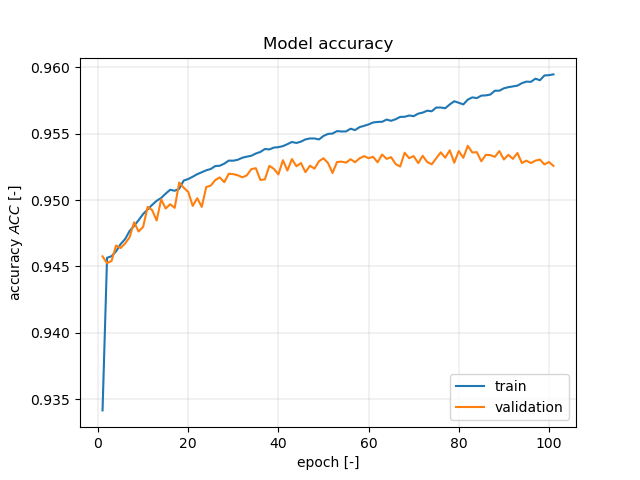 Model accuracy
0.960
0.955
0.950
0.945
0.940
0.935
accuracy ACC [-]
0 20 40 60 80 100
epoch [-]
train
validation